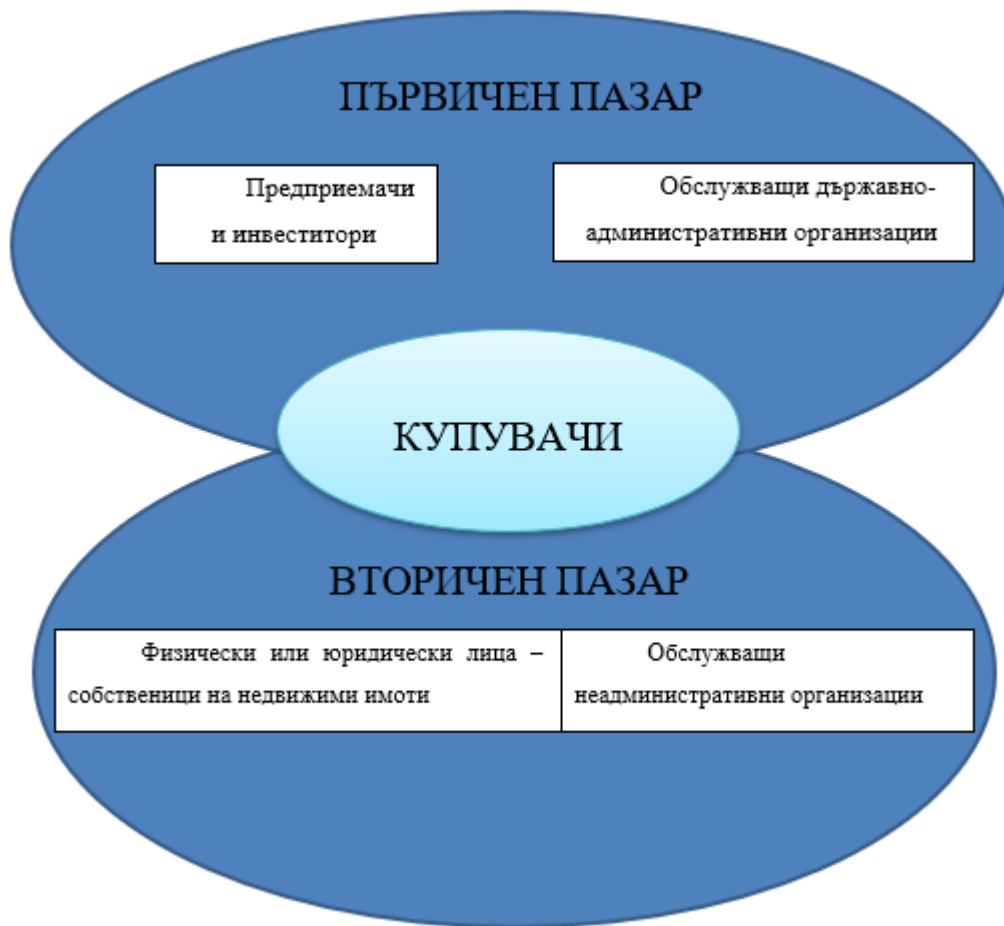 ПЪРВИЧЕН ПАЗАР
Предприемачи
и инвеститори
Обслужващи държавно-
административни организации
КУПУВАЧИ
ВТОРИЧЕН ПАЗАР
Физически или юридически лица –
собственици на недвижими имоти
Обслужващи
неадминистративни организации